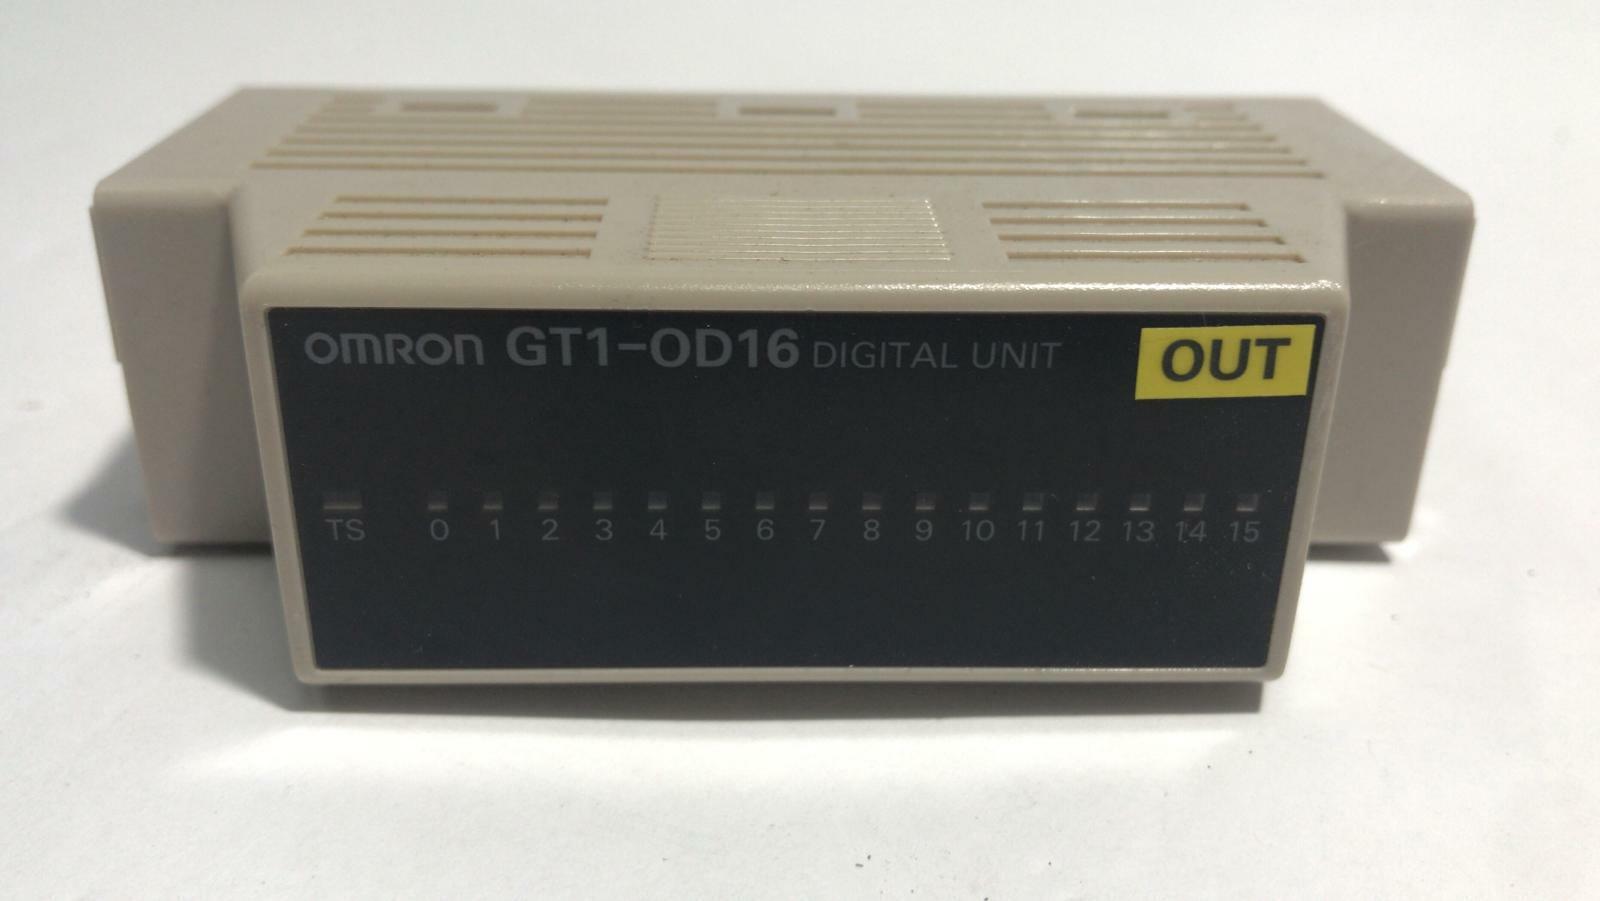 OMRON GT1-OD16 DIGITAL UNIT OUT
TS 0 1 2 3 4 5 6 7 8 9 10 11 12 13 14 15